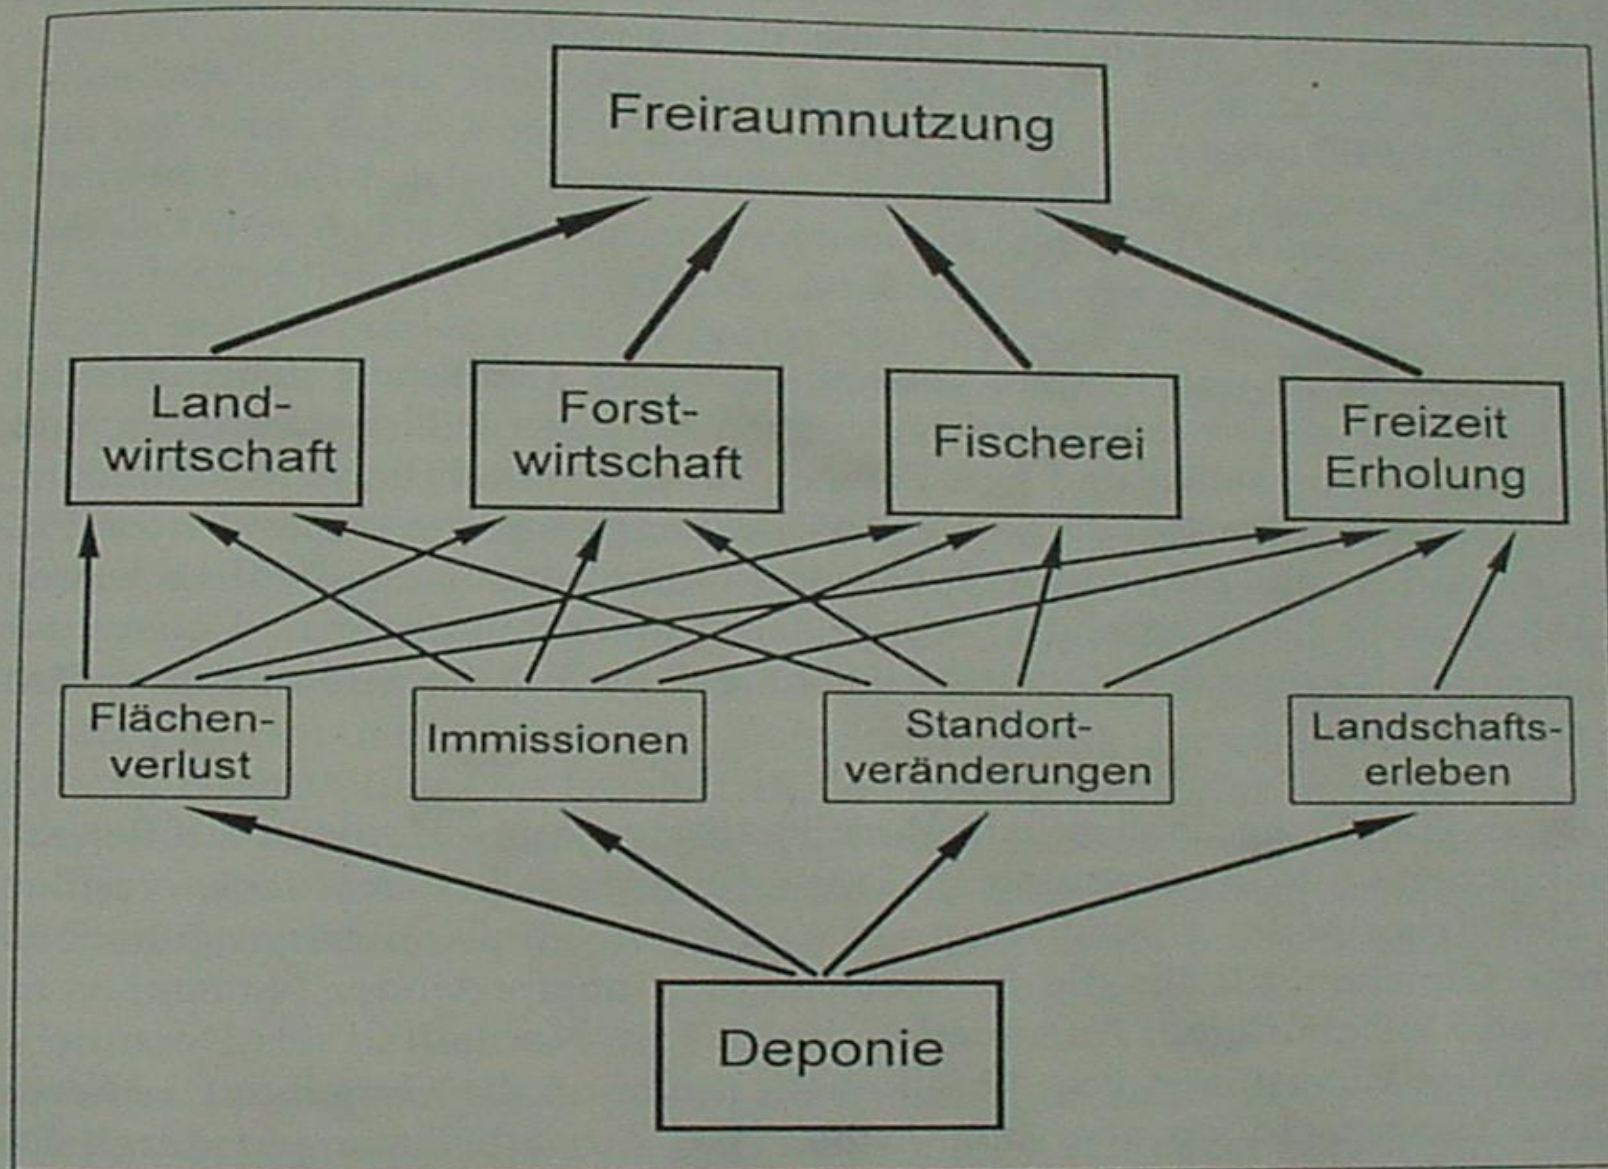 Freiraumnutzung
Land-
wirtschaft
Forst-
wirtschaft
Fischerei
Freizeit
Erholung
Flächen-
verlust
Immissionen
Standort-
veränderungen
Landschafts-
erleben
Deponie